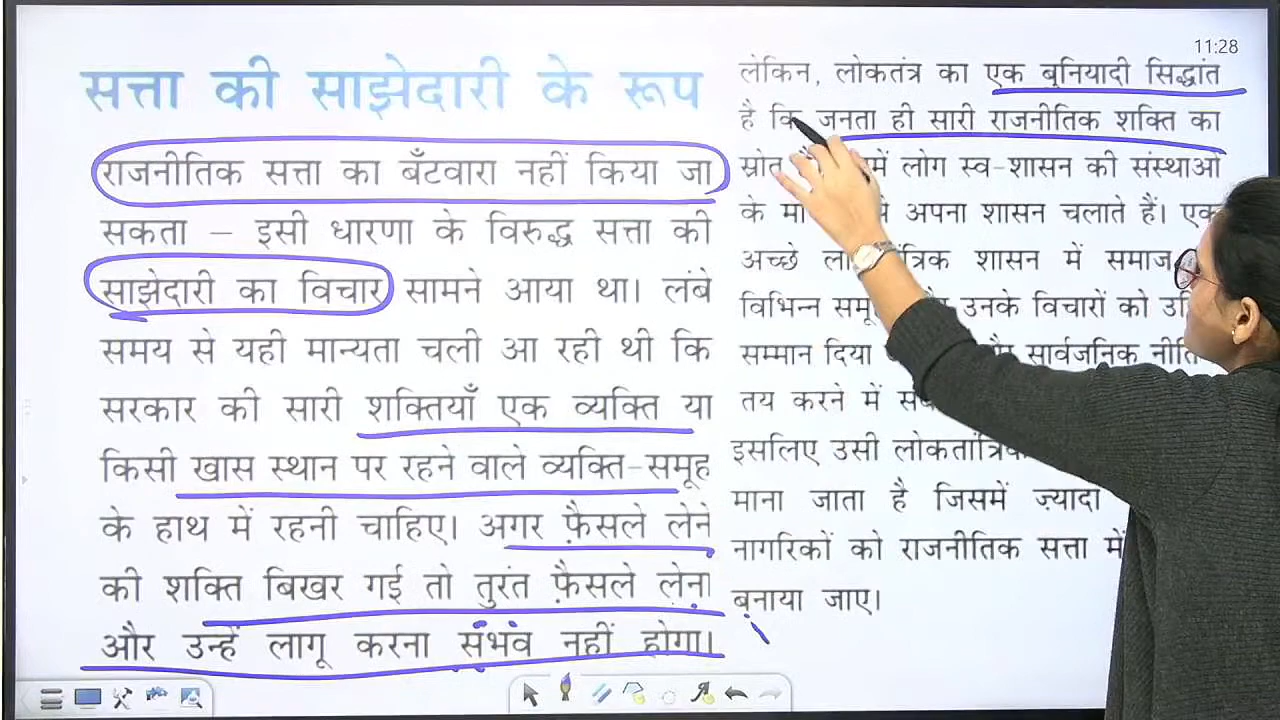 11:28
सत्ता की साझेदारी के रूप
राजनीतिक सत्ता का बँटवारा नहीं किया जा
सकता – इसी धारणा के विरुद्ध सत्ता की
साझेदारी का विचार सामने आया था। लंबे
समय से यही मान्यता चली आ रही थी कि
सरकार की सारी शक्तियाँ एक व्यक्ति या
किसी खास स्थान पर रहने वाले व्यक्ति-समूह
के हाथ में रहनी चाहिए। अगर फ़ैसले लेने
की शक्ति बिखर गई तो तुरंत फ़ैसले लेना
और उन्हें लागू करना संभव नहीं होगा।
लेकिन, लोकतंत्र का एक बुनियादी सिद्धांत
है कि जनता ही सारी राजनीतिक शक्ति का
में लोग स्व-शासन की संस्थाओं
के अपना शासन चलाते हैं। एक
अच्छे शासन में समाज
विभिन्न उनके विचारों को
सम्मान दिया सार्वजनिक
तय करने में
इसलिए उसी
माना जाता है जिसमें ज़्यादा
नागरिकों को राजनीतिक सत्ता में
बनाया जाए।